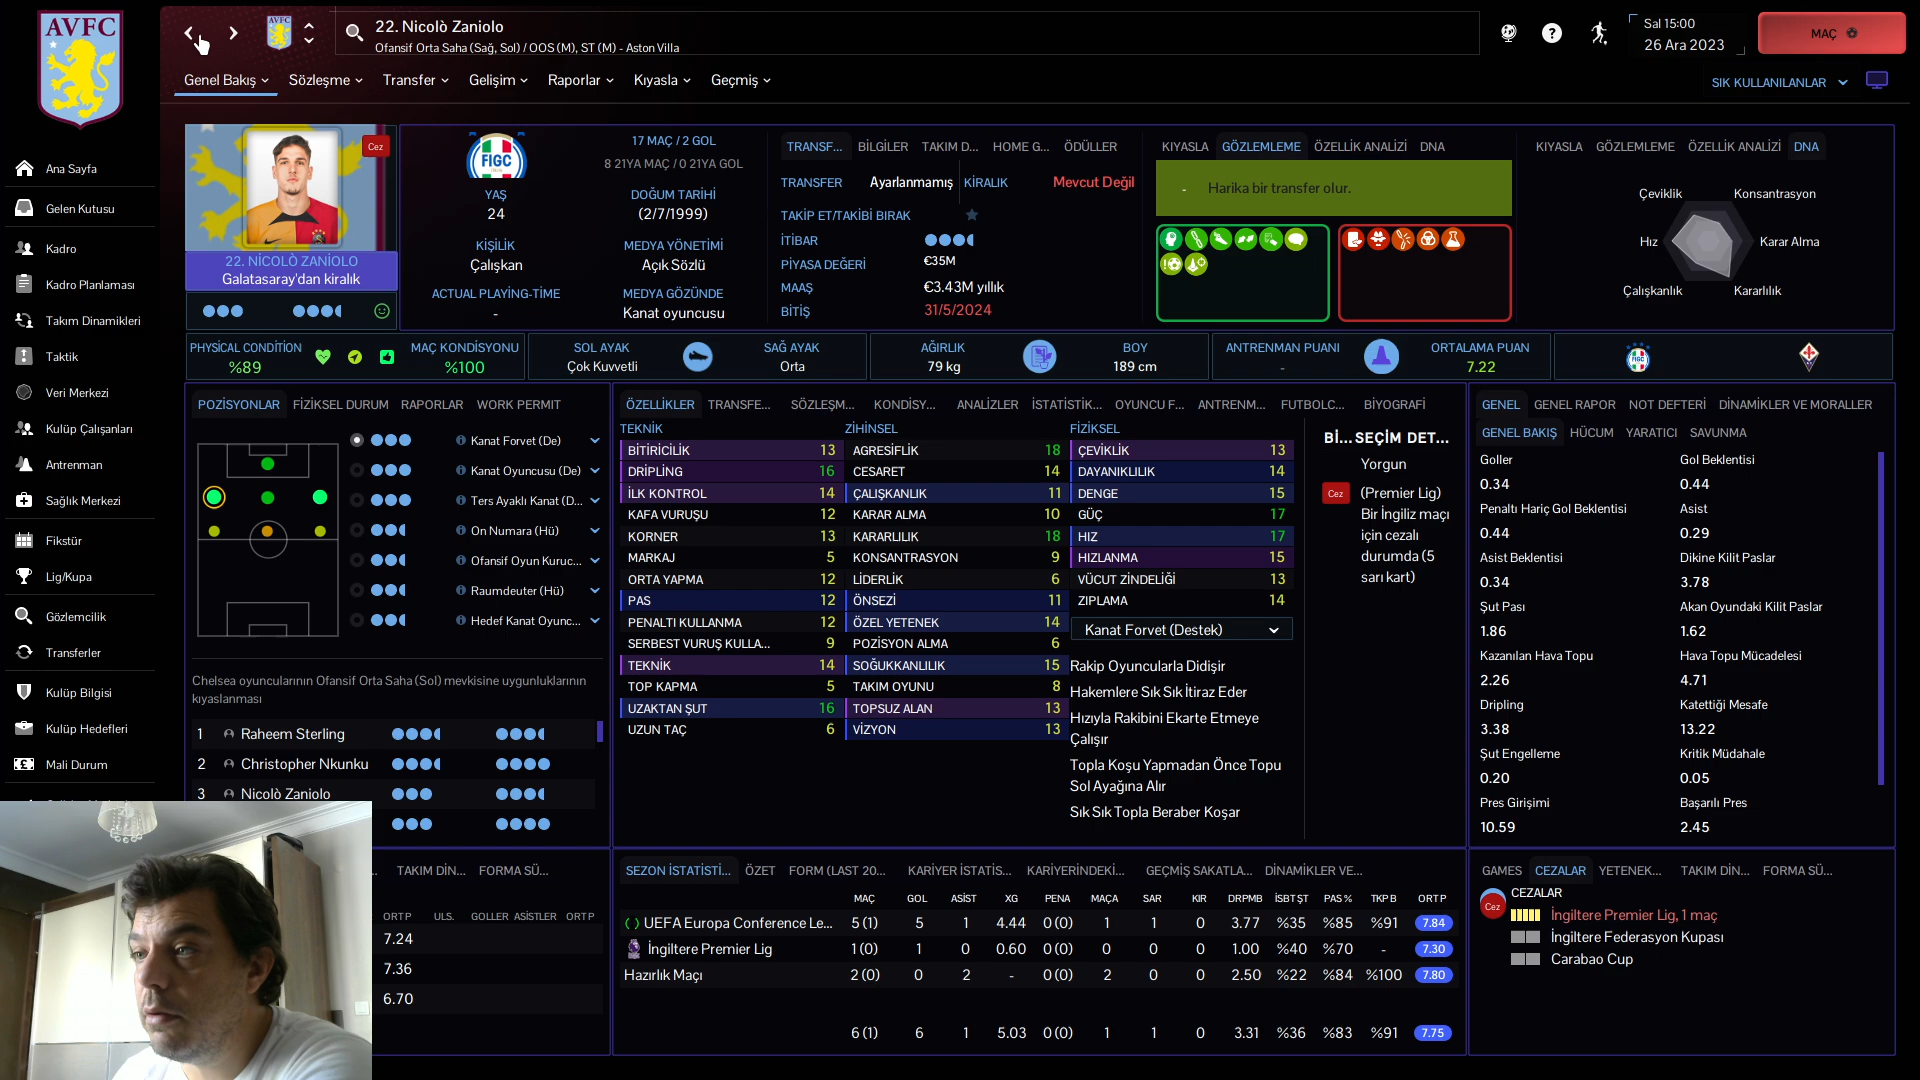 AVFC
22. Nicolò Zaniolo
Ofansif Orta Saha (Sağ, Sol) / OOS (M), ST (M) - Aston Villa
Sal 15:00
26 Ara 2023
MAÇ
Genel Bakış
Sözleşme
Transfer
Gelişim
Raporlar
Kıyasla
Geçmiş
SIK KULLANILANLAR
Ana Sayfa
Gelen Kutusu
Kadro
Kadro Planlaması
Takım Dinamikleri
Taktik
Veri Merkezi
Kulüp Çalışanları
Antrenman
Sağlık Merkezi
Fikstür
Lig/Kupa
Gözlemcilik
Transferler
Kulüp Bilgisi
Kulüp Hedefleri
Mali Durum
Cez
22. NİCOLÒ ZANİOLO
Galatasaray'dan kiralık
FIGC
17 MAÇ / 2 GOL
8 21YA MAÇ / 0 21YA GOL
YAŞ
24
DOĞUM TARİHİ
(2/7/1999)
KİŞİLİK
Çalışkan
MEDYA YÖNETİMİ
Açık Sözlü
ACTUAL PLAYING-TIME
-
MEDYA GÖZÜNDE
Kanat oyuncusu
TRANSF... BİLGİLER TAKIM D... HOME G... ÖDÜLLER
TRANSFER Ayarlanmamış KİRALIK Mevcut Değil
TAKİP ET/TAKİBİ BIRAK
İTİBAR
PİYASA DEĞERİ €35M
MAAŞ €3.43M yıllık
BİTİŞ 31/5/2024
KIYASLA GÖZLEMLEME ÖZELLİK ANALİZİ DNA
- Harika bir transfer olur.
KIYASLA GÖZLEMLEME ÖZELLİK ANALİZİ DNA
Çeviklik
Konsantrasyon
Hız
Karar Alma
Çalışkanlık
Kararlılık
PHYSICAL CONDITION
%89
MAÇ KONDİSYONU
%100
SOL AYAK
Çok Kuvvetli
SAĞ AYAK
Orta
AĞIRLIK
79 kg
BOY
189 cm
ANTRENMAN PUANI
-
ORTALAMA PUAN
7.22
POZİSYONLAR FİZİKSEL DURUM RAPORLAR WORK PERMIT
Kanat Forvet (De)
Kanat Oyuncusu (De)
Ters Ayaklı Kanat (D...
On Numara (Hü)
Ofansif Oyun Kuruc...
Raumdeuter (Hü)
Hedef Kanat Oyunc...
Chelsea oyuncularının Ofansif Orta Saha (Sol) mevkisine uygunluklarının
kıyaslanması
1 Raheem Sterling
2 Christopher Nkunku
3 Nicolò Zaniolo
ÖZELLİKLER TRANSFE... SÖZLEŞM... KONDİSY... ANALİZLER İSTATİSTİK... OYUNCU F... ANTRENM... FUTBOLC... BİYOGRAFİ
TEKNİK
BİTİRİCİLİK 13
DRİPLİNG 16
İLK KONTROL 14
KAFA VURUŞU 12
KORNER 13
MARKAJ 5
ORTA YAPMA 12
PAS 12
PENALTI KULLANMA 12
SERBEST VURUŞ KULLA... 9
TEKNİK 14
TOP KAPMA 5
UZAKTAN ŞUT 16
UZUN TAÇ 6
ZİHİNSEL
AGRESİFLİK 18
CESARET 14
ÇALIŞKANLIK 11
KARAR ALMA 10
KARARLILIK 18
KONSANTRASYON 9
LİDERLİK 6
ÖNSEZİ 11
ÖZEL YETENEK 14
POZİSYON ALMA 6
SOĞUKKANLILIK 15
TAKIM OYUNU 8
TOPSUZ ALAN 13
VİZYON 13
FİZİKSEL
ÇEVİKLİK 13
DAYANIKLILIK 14
DENGE 15
GÜÇ 17
HIZ 17
HIZLANMA 15
VÜCUT ZİNDELİĞİ 13
ZIPLAMA 14
Kanat Forvet (Destek)
Rakip Oyuncularla Didişir
Hakemlere Sık Sık İtiraz Eder
Hızıyla Rakibini Ekarte Etmeye
Çalışır
Topla Koşu Yapmadan Önce Topu
Sol Ayağına Alır
Sık Sık Topla Beraber Koşar
Bİ... SEÇİM DET...
Yorgun
Cez
(Premier Lig)
Bir İngiliz maçı
için cezalı
durumda (5
sarı kart)
GENEL GENEL RAPOR NOT DEFTERİ DİNAMİKLER VE MORALLER
GENEL BAKIŞ HÜCUM YARATICI SAVUNMA
Goller Gol Beklentisi
0.34 0.44
Penaltı Hariç Gol Beklentisi Asist
0.44 0.29
Asist Beklentisi Dikine Kilit Paslar
0.34 3.78
Şut Pası Akan Oyundaki Kilit Paslar
1.86 1.62
Kazanılan Hava Topu Hava Topu Mücadelesi
2.26 4.71
Dripling Katettiği Mesafe
3.38 13.22
Şut Engelleme Kritik Müdahale
0.20 0.05
Pres Girişimi Başarılı Pres
10.59 2.45
TAKIM DİN... FORMA SÜ...
ORT P ULS. GOLLER ASİSTLER ORT P
7.24
7.36
6.70
SEZON İSTATİSTİ... ÖZET FORM (LAST 20... KARİYER İSTATİS... KARİYERİNDEKİ... GEÇMİŞ SAKATLA... DİNAMİKLER VE...
MAÇ GOL ASİST XG PENA MAÇA SAR KIR DRPMB İSBT ŞT PAS % TKP B ORT P
UEFA Europa Conference Le... 5 (1) 5 1 4.44 0 (0) 1 1 0 3.77 %35 %85 %91 7.84
İngiltere Premier Lig 1 (0) 1 0 0.60 0 (0) 0 0 0 1.00 %40 %70 - 7.30
Hazırlık Maçı 2 (0) 0 2 - 0 (0) 2 0 0 2.50 %22 %84 %100 7.80
6 (1) 6 1 5.03 0 (0) 1 1 0 3.31 %36 %83 %91 7.75
GAMES CEZALAR YETENEK... TAKIM DİN... FORMA SÜ...
Cez
CEZALAR
İngiltere Premier Lig, 1 maç
İngiltere Federasyon Kupası
Carabao Cup